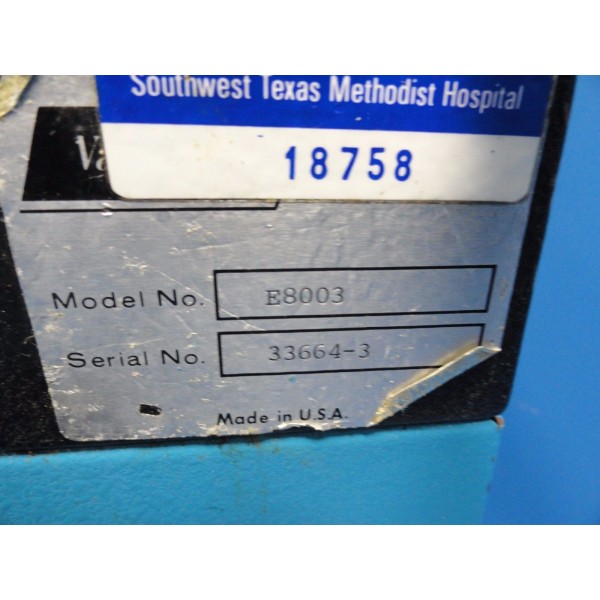 Southwest Texas Methodist Hospital
18758
Model No. E8003
Serial No. 33664-3
Made in U.S.A.